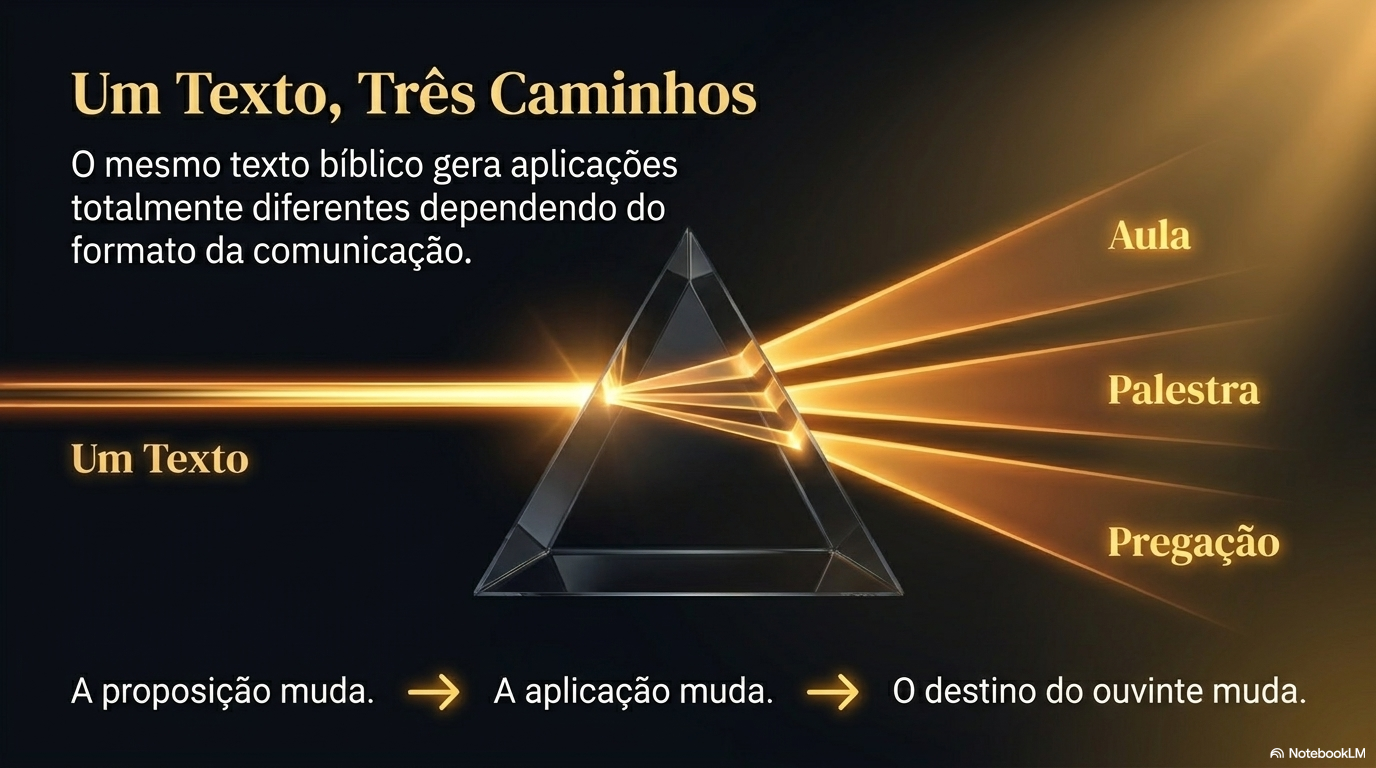 Um Texto, Três Caminhos
O mesmo texto bíblico gera aplicações
totalmente diferentes dependendo do
formato da comunicação.
Aula
Palestra
Um Texto
Pregação
A proposição muda. → A aplicação muda. → O destino do ouvinte muda.
NotebookLM